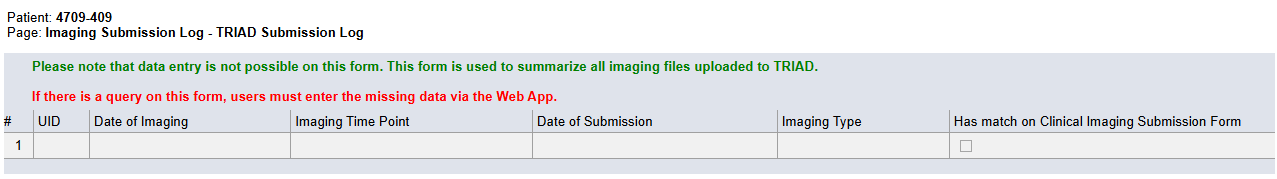 Patient: 4709-409
Page: Imaging Submission Log - TRIAD Submission Log
Please note that data entry is not possible on this form. This form is used to summarize all imaging files uploaded to TRIAD.
If there is a query on this form, users must enter the missing data via the Web App.
# UID Date of Imaging Imaging Time Point Date of Submission Imaging Type Has match on Clinical Imaging Submission Form
1